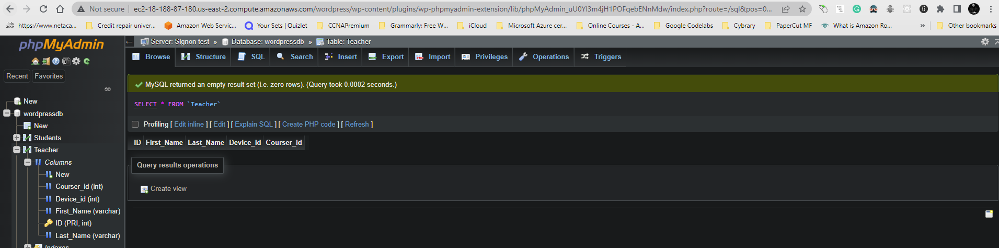 Not secure | ec2-18-188-87-180.us-east-2.compute.amazonaws.com/wordpress/wp-content/plugins/wp-phpmyadmin-extension/lib/phpMyAdmin_uU0Yl3m4jH1POFqebENnMdw/index.php?route=/sql&pos=0...
https://www.netaca... Credit repair univer... Amazon Web Servic... Your Sets | Quizlet CCNAPremium Grammarly: Free W... iCloud Microsoft Azure cer... Online Courses - A... Google Codelabs Cybrary PaperCut MF What is Amazon Ro... » Other bookmarks
phpMyAdmin
Recent Favorites
New
wordpressdb
New
Students
Teacher
Columns
New
Courser_id (int)
Device_id (int)
First_Name (varchar)
ID (PRI, int)
Last_Name (varchar)
Indexes
Server: Signon test » Database: wordpressdb » Table: Teacher
Browse Structure SQL Search Insert Export Import Privileges Operations Triggers
MySQL returned an empty result set (i.e. zero rows). (Query took 0.0002 seconds.)
SELECT * FROM `Teacher`
Profiling [ Edit inline ] [ Edit ] [ Explain SQL ] [ Create PHP code ] [ Refresh ]
ID First_Name Last_Name Device_id Courser_id
Query results operations
Create view